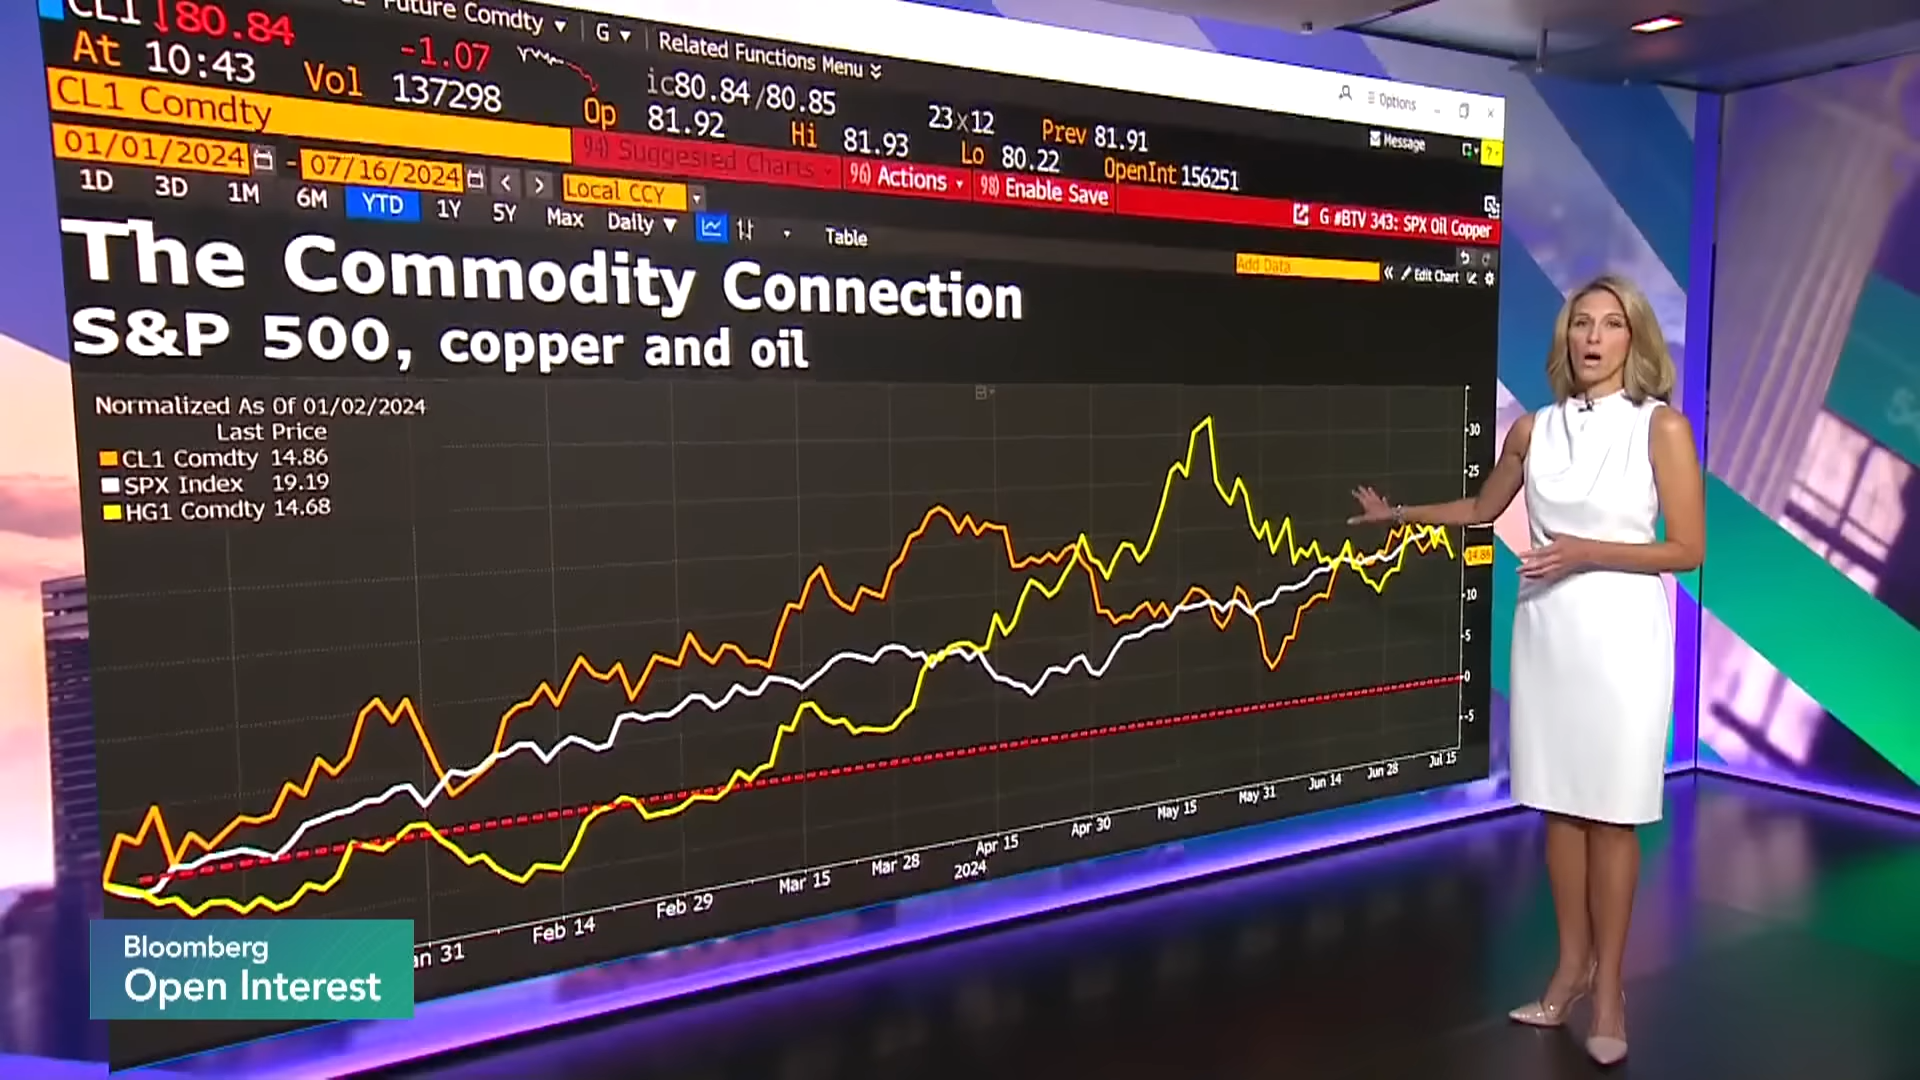 CL1 ↓80.84
Future Comdty ▼ G ▼ Related Functions Menu
-1.07
ic80.84/80.85
23x12
Prev 81.91
Options
Message
At 10:43 Vol 137298 Op 81.92 Hi 81.93 Lo 80.22 OpenInt 156251
CL1 Comdty
94) Suggested Charts
96) Actions
98) Enable Save
G #BTV 343: SPX Oil Copper
01/01/2024 - 07/16/2024 < > Local CCY
1D 3D 1M 6M YTD 1Y 5Y Max Daily ▼ Table
Add Data
« Edit Chart
The Commodity Connection
S&P 500, copper and oil
Normalized As Of 01/02/2024
Last Price
CL1 Comdty 14.86
SPX Index 19.19
HG1 Comdty 14.68
30
25
14.86
10
5
0
-5
an 31
Feb 14
Feb 29
Mar 15
Mar 28
Apr 15
Apr 30
May 15
May 31
Jun 14
Jun 28
Jul 15
2024
Bloomberg
Open Interest